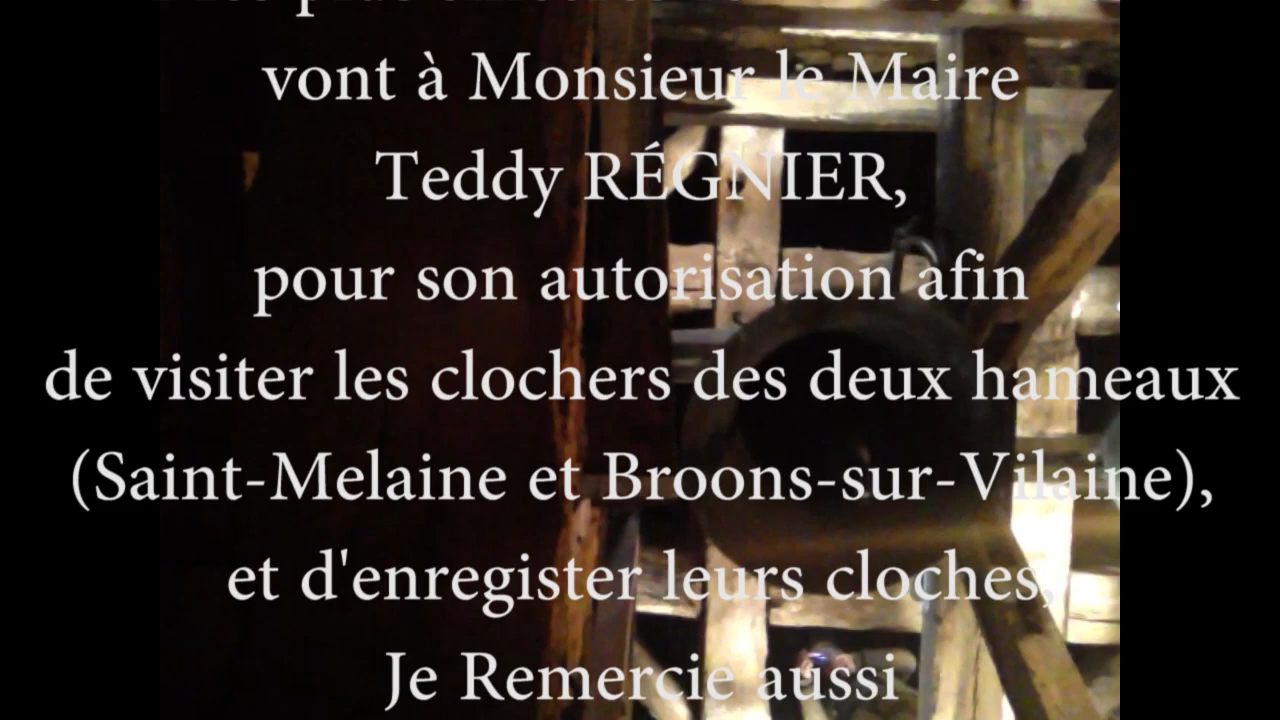 vont à Monsieur le Maire
Teddy RÉGNIER,
pour son autorisation afin
de visiter les clochers des deux hameaux
(Saint-Melaine et Broons-sur-Vilaine),
et d'enregister leurs cloches,
Je Remercie aussi